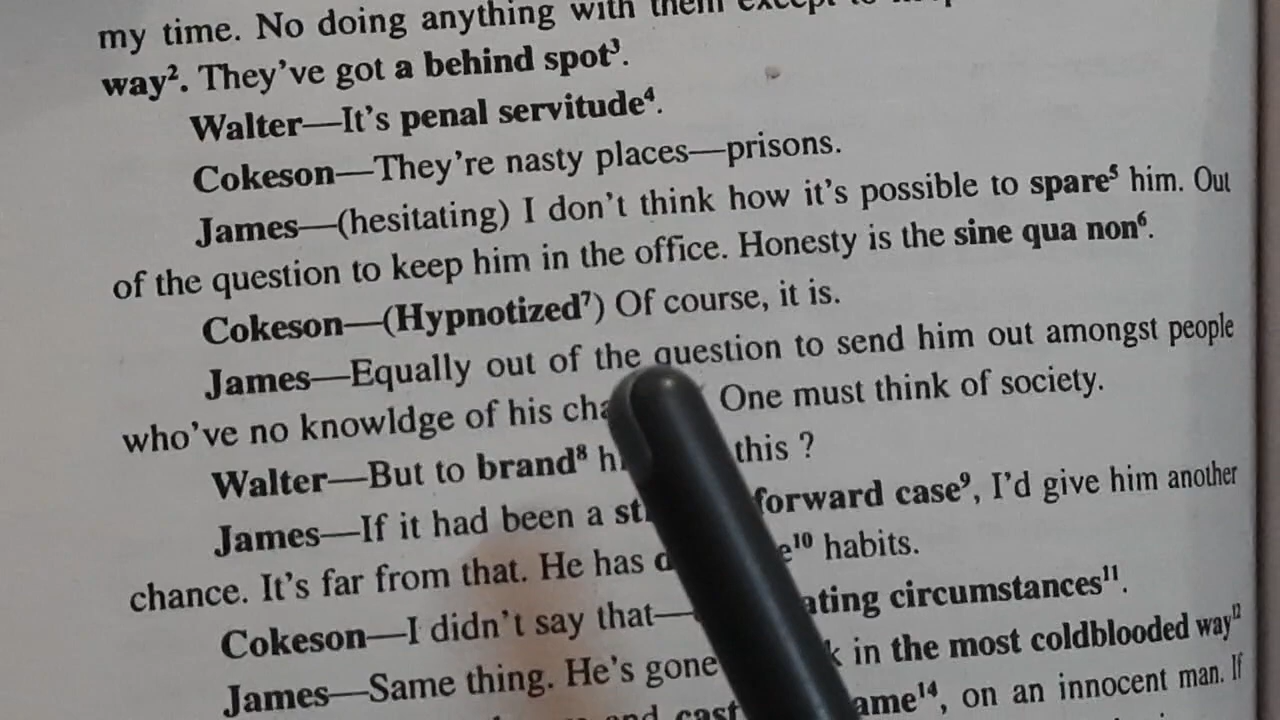 my time. No doing anything with them except to
way². They've got a behind spot³.
Walter—It's penal servitude⁴.
Cokeson—They're nasty places—prisons.
James—(hesitating) I don't think how it's possible to spare⁵ him. Out
of the question to keep him in the office. Honesty is the sine qua non⁶.
Cokeson—(Hypnotized⁷) Of course, it is.
James—Equally out of the question to send him out amongst people
who've no knowldge of his One must think of society.
Walter—But to brand⁸ this ?
James—If it had been a forward case⁹, I'd give him another
chance. It's far from that. He has habits.
Cokeson—I didn't say that— circumstances¹¹.
James—Same thing. He's gone in the most coldblooded way¹²
and cast on an innocent man. If